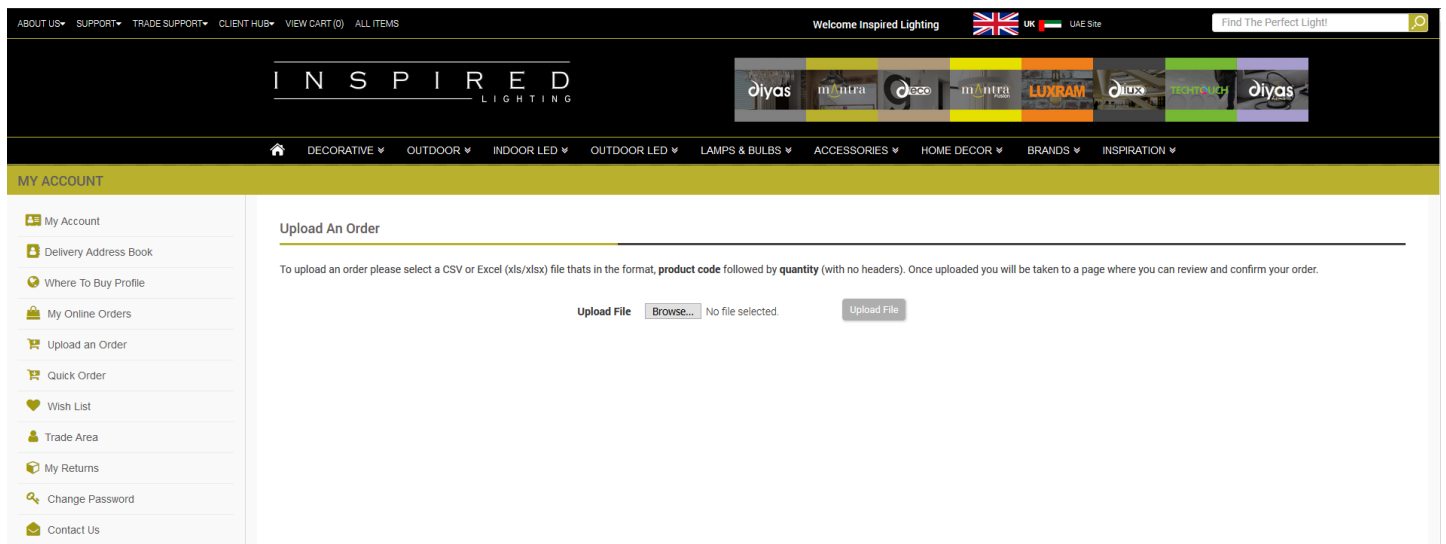 ABOUT US SUPPORT TRADE SUPPORT CLIENT HUB VIEW CART (0) ALL ITEMS
Welcome Inspired Lighting UK UAE Site Find The Perfect Light!
INSPIRED
LIGHTING
diyas mantra deco mantra Fusion LUXRAM dilux TECHTOUCH diyas
DECORATIVE OUTDOOR INDOOR LED OUTDOOR LED LAMPS & BULBS ACCESSORIES HOME DECOR BRANDS INSPIRATION
MY ACCOUNT
My Account
Delivery Address Book
Where To Buy Profile
My Online Orders
Upload an Order
Quick Order
Wish List
Trade Area
My Returns
Change Password
Contact Us
Upload An Order
To upload an order please select a CSV or Excel (xls/xlsx) file thats in the format, product code followed by quantity (with no headers). Once uploaded you will be taken to a page where you can review and confirm your order.
Upload File Browse... No file selected. Upload File